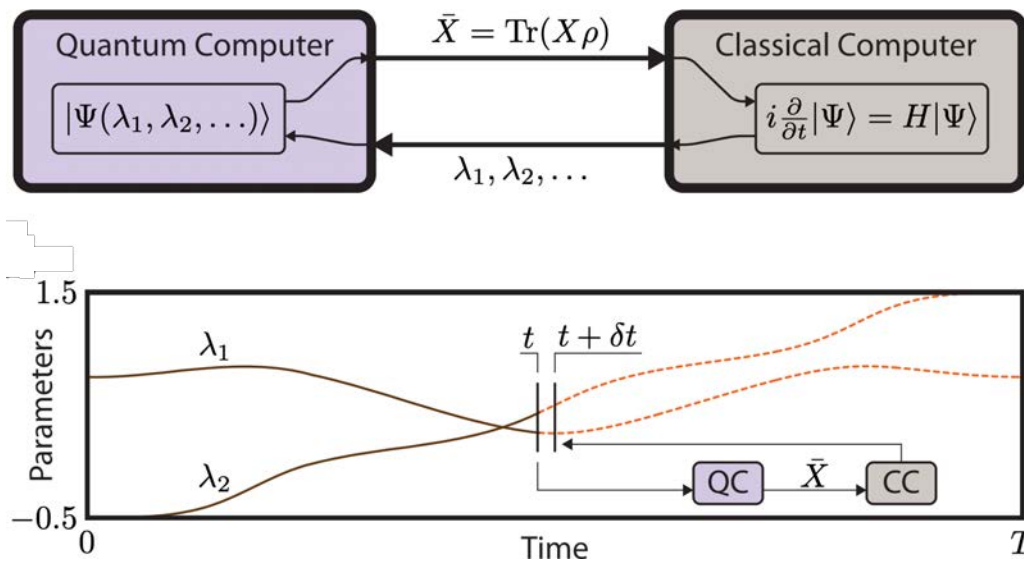 Quantum Computer
|Ψ(λ₁, λ₂, …)⟩
X̄ = Tr(Xρ)
λ₁, λ₂, …
Classical Computer
i ∂/∂t |Ψ⟩ = H|Ψ⟩
1.5
Parameters
−0.5
λ₁
λ₂
t
t + δt
QC
X̄
CC
0
Time
T